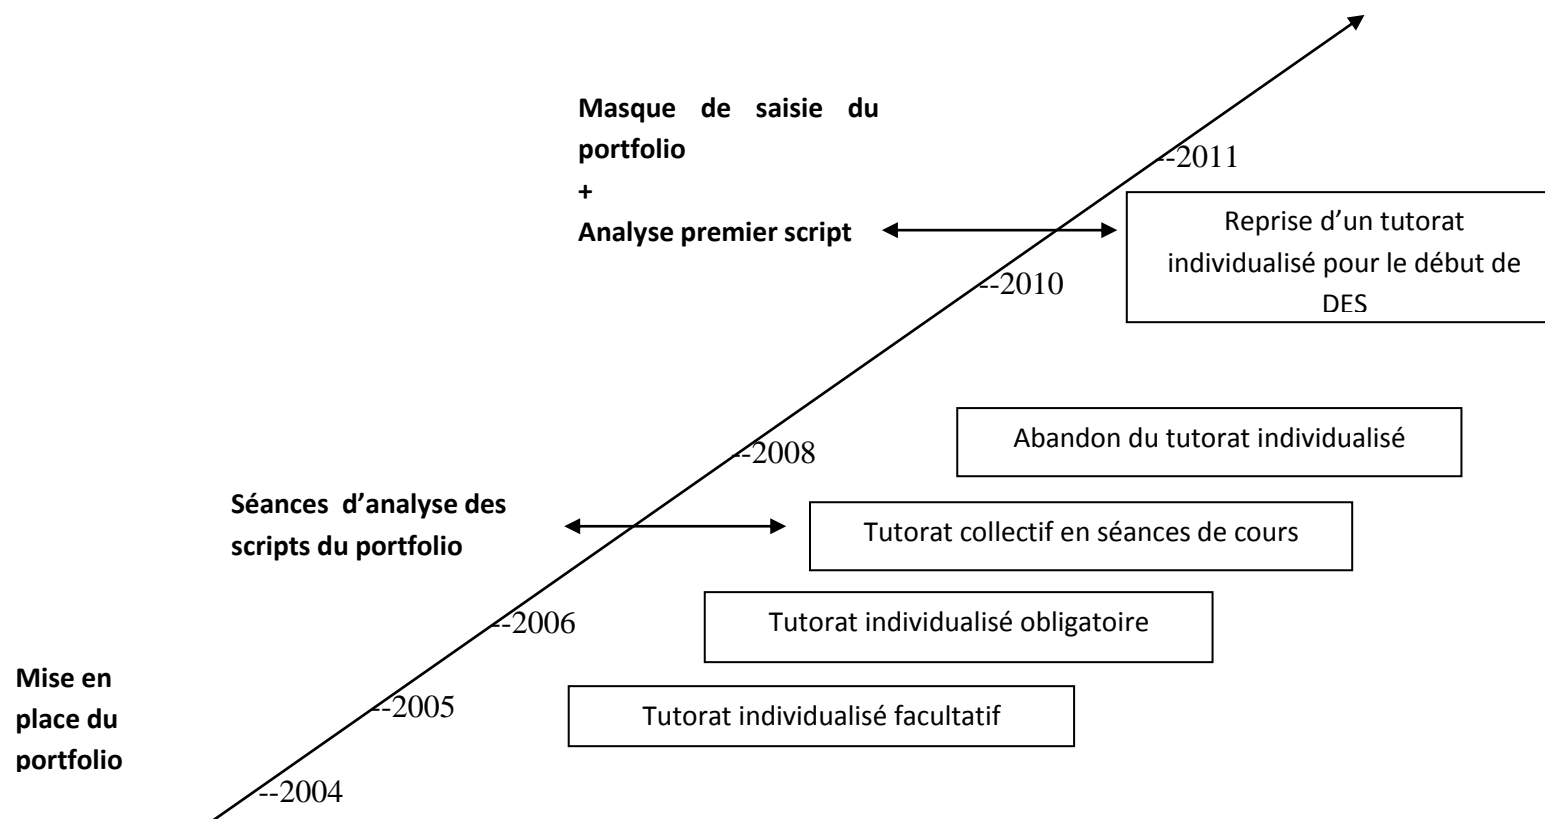 Masque de saisie du
portfolio
+
Analyse premier script
--2011
Reprise d’un tutorat
individualisé pour le début de
DES
--2010
Abandon du tutorat individualisé
--2008
Séances d’analyse des
scripts du portfolio
Tutorat collectif en séances de cours
--2006
Tutorat individualisé obligatoire
Mise en
place du
portfolio
--2005
Tutorat individualisé facultatif
--2004